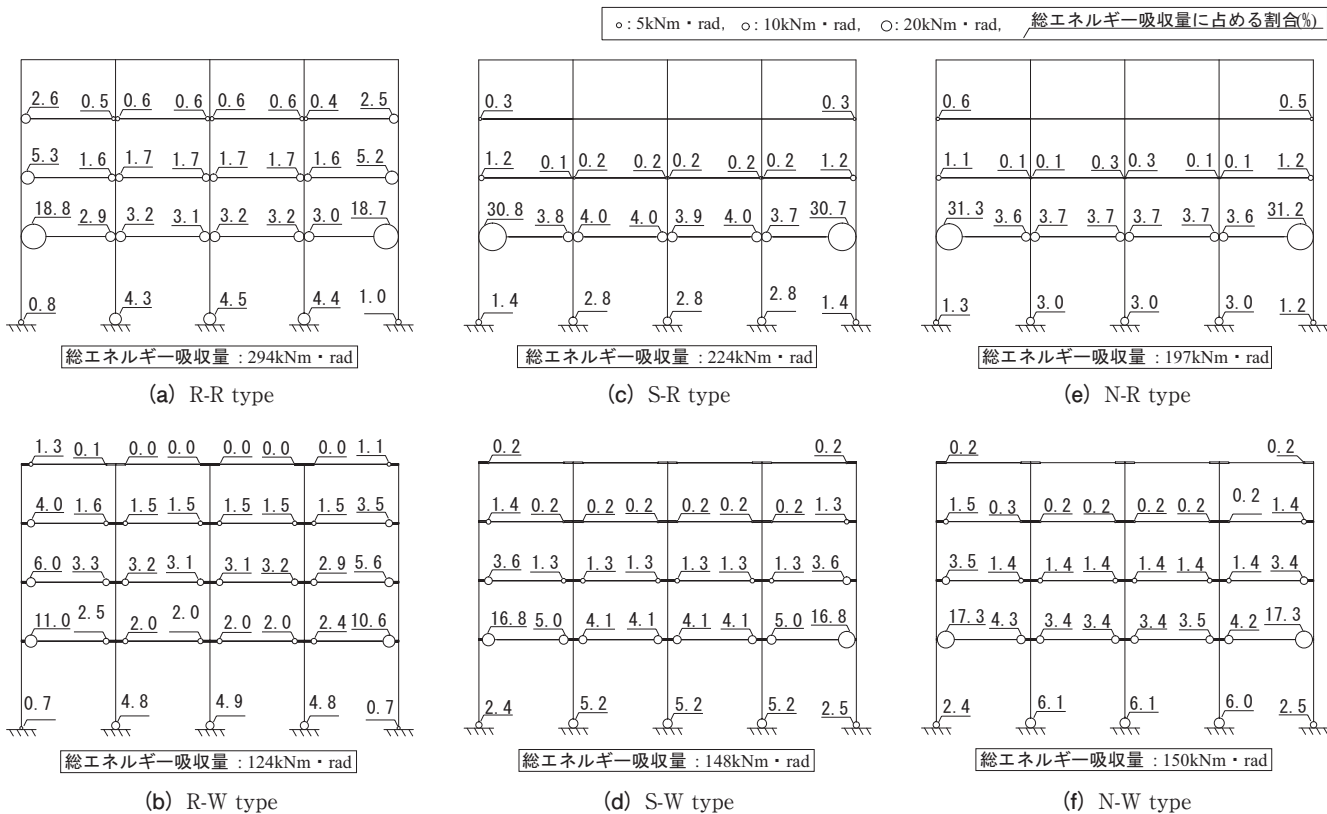 ○: 5kNm・rad, ○: 10kNm・rad, ○: 20kNm・rad, 総エネルギー吸収量に占める割合(%)
2.6 0.5 0.6 0.6 0.6 0.6 0.4 2.5
5.3 1.6 1.7 1.7 1.7 1.7 1.6 5.2
18.8 2.9 3.2 3.1 3.2 3.2 3.0 18.7
0.8 4.3 4.5 4.4 1.0
総エネルギー吸収量 : 294kNm・rad
(a) R-R type
0.3 0.3
1.2 0.1 0.2 0.2 0.2 0.2 0.2 1.2
30.8 3.8 4.0 4.0 3.9 4.0 3.7 30.7
1.4 2.8 2.8 2.8 1.4
総エネルギー吸収量 : 224kNm・rad
(c) S-R type
0.6 0.5
1.1 0.1 0.1 0.3 0.3 0.1 0.1 1.2
31.3 3.6 3.7 3.7 3.7 3.7 3.6 31.2
1.3 3.0 3.0 3.0 1.2
総エネルギー吸収量 : 197kNm・rad
(e) N-R type
1.3 0.1 0.0 0.0 0.0 0.0 0.0 1.1
4.0 1.6 1.5 1.5 1.5 1.5 1.5 3.5
6.0 3.3 3.2 3.1 3.1 3.2 2.9 5.6
11.0 2.5 2.0 2.0 2.0 2.0 2.4 10.6
0.7 4.8 4.9 4.8 0.7
総エネルギー吸収量 : 124kNm・rad
(b) R-W type
0.2 0.2
1.4 0.2 0.2 0.2 0.2 0.2 0.2 1.3
3.6 1.3 1.3 1.3 1.3 1.3 1.3 3.6
16.8 5.0 4.1 4.1 4.1 4.1 5.0 16.8
2.4 5.2 5.2 5.2 2.5
総エネルギー吸収量 : 148kNm・rad
(d) S-W type
0.2 0.2
1.5 0.3 0.2 0.2 0.2 0.2 0.2 1.4
3.5 1.4 1.4 1.4 1.4 1.4 1.4 3.4
17.3 4.3 3.4 3.4 3.4 3.5 4.2 17.3
2.4 6.1 6.1 6.0 2.5
総エネルギー吸収量 : 150kNm・rad
(f) N-W type